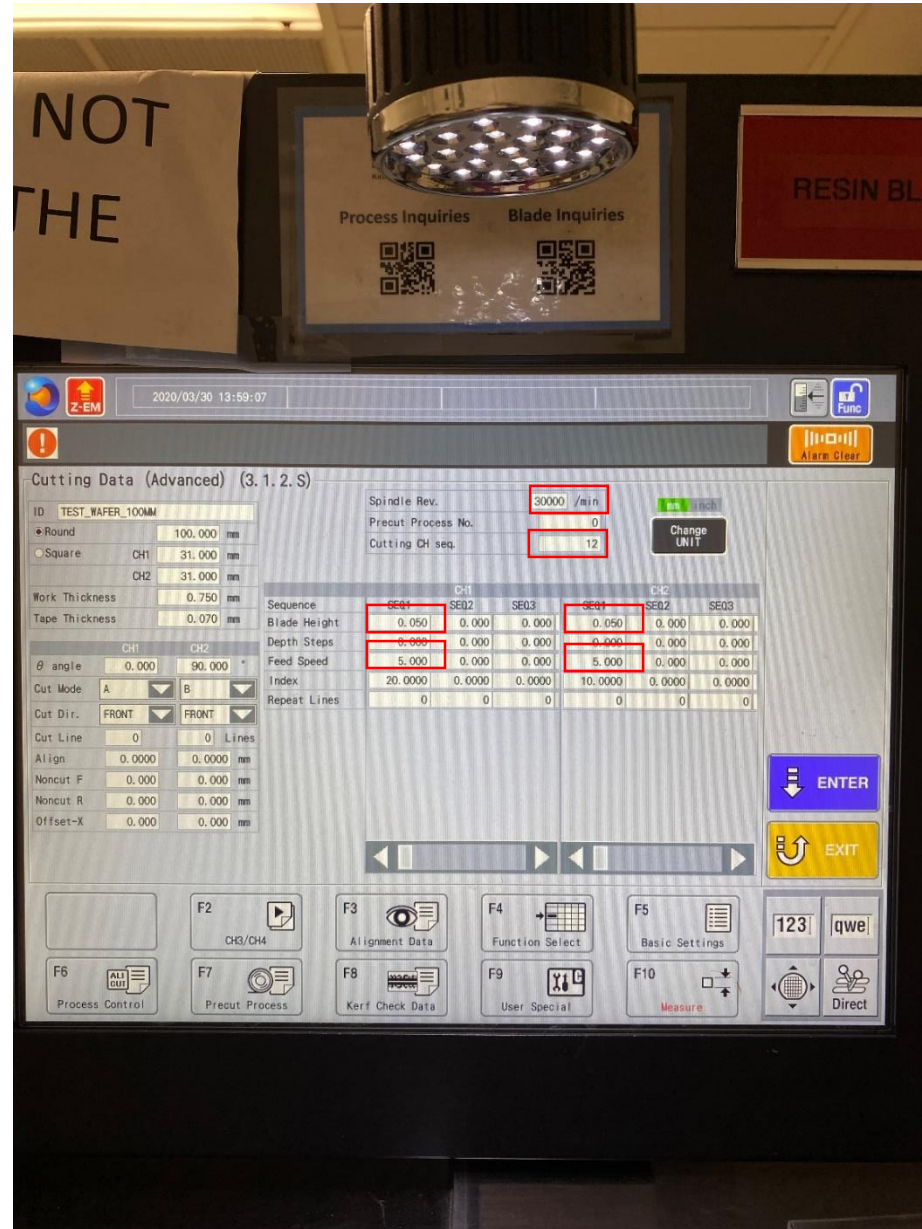 NOT
THE
Process Inquiries Blade Inquiries
RESIN BL
Z-EM 2020/03/30 13:59:07 Func
Alarm Clear
Cutting Data (Advanced) (3.1.2.S)
ID TEST_WAFER_100MM
Round 100.000 mm
Square CH1 31.000 mm
CH2 31.000 mm
Work Thickness 0.750 mm
Tape Thickness 0.070 mm
CH1 CH2
θ angle 0.000 90.000 °
Cut Mode A B
Cut Dir. FRONT FRONT
Cut Line 0 0 Lines
Align 0.0000 0.0000 mm
Noncut F 0.000 0.000 mm
Noncut R 0.000 0.000 mm
Offset-X 0.000 0.000 mm
Spindle Rev. 30000 /min
Precut Process No. 0
Cutting CH seq. 12
mm inch
Change
UNIT
CH1 CH2
Sequence SEQ1 SEQ2 SEQ3 SEQ1 SEQ2 SEQ3
Blade Height 0.050 0.000 0.000 0.050 0.000 0.000
Depth Steps 0.000 0.000 0.000 0.000 0.000 0.000
Feed Speed 5.000 0.000 0.000 5.000 0.000 0.000
Index 20.0000 0.0000 0.0000 10.0000 0.0000 0.0000
Repeat Lines 0 0 0 0 0 0
ENTER
EXIT
F2 CH3/CH4
F3 Alignment Data
F4 Function Select
F5 Basic Settings
123 qwe
F6 ALI CUT Process Control
F7 Precut Process
F8 Kerf Check Data
F9 User Special
F10 Measure
Direct